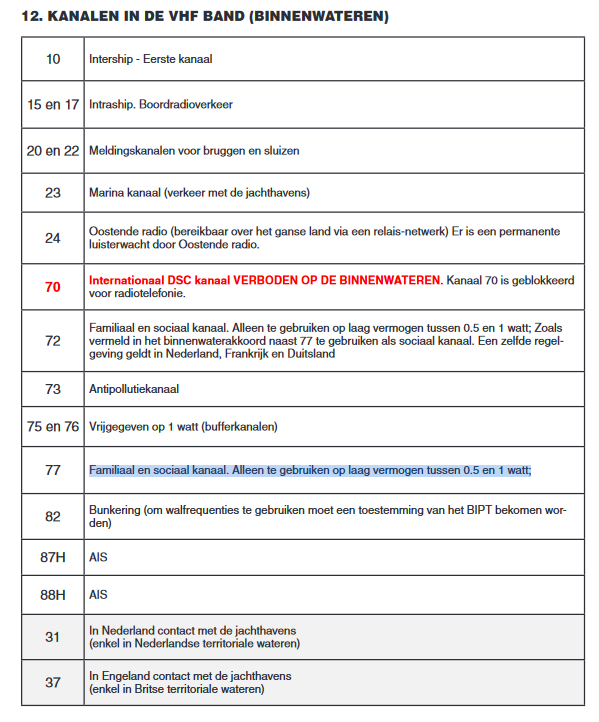 12. KANALEN IN DE VHF BAND (BINNENWATEREN)
10 Intership - Eerste kanaal
15 en 17 Intraship. Boordradioverkeer
20 en 22 Meldingskanalen voor bruggen en sluizen
23 Marina kanaal (verkeer met de jachthavens)
24 Oostende radio (bereikbaar over het ganse land via een relais-netwerk) Er is een permanente
luisterwacht door Oostende radio.
70 Internationaal DSC kanaal VERBODEN OP DE BINNENWATEREN. Kanaal 70 is geblokkeerd
voor radiotelefonie.
72 Familiaal en sociaal kanaal. Alleen te gebruiken op laag vermogen tussen 0.5 en 1 watt; Zoals
vermeld in het binnenwaterakkoord naast 77 te gebruiken als sociaal kanaal. Een zelfde regel-
geving geldt in Nederland, Frankrijk en Duitsland
73 Antipollutiekanaal
75 en 76 Vrijgegeven op 1 watt (bufferkanalen)
77 Familiaal en sociaal kanaal. Alleen te gebruiken op laag vermogen tussen 0.5 en 1 watt;
82 Bunkering (om walfrequenties te gebruiken moet een toestemming van het BIPT bekomen wor-
den)
87H AIS
88H AIS
31 In Nederland contact met de jachthavens
(enkel in Nederlandse territoriale wateren)
37 In Engeland contact met de jachthavens
(enkel in Britse territoriale wateren)